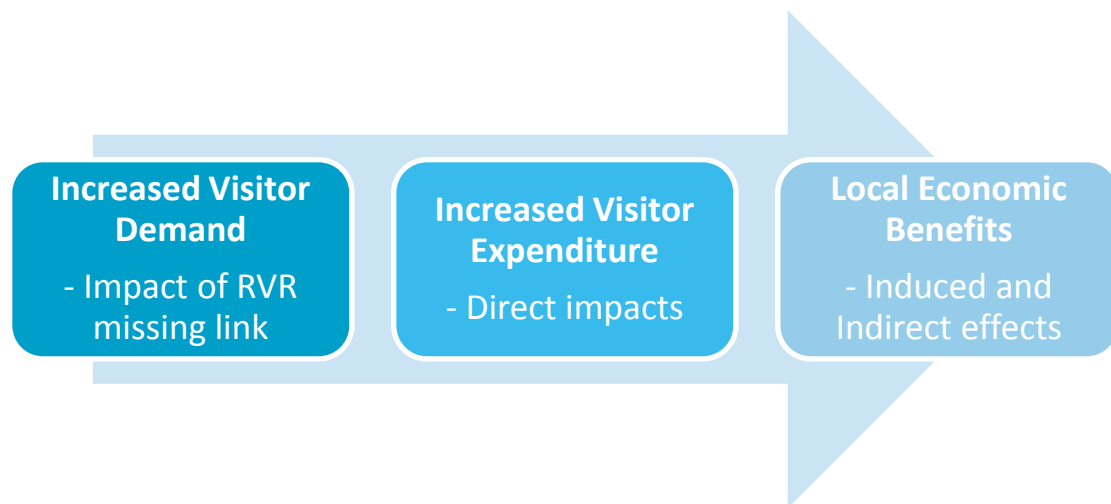 Increased Visitor
Demand
- Impact of RVR
missing link
Increased Visitor
Expenditure
- Direct impacts
Local Economic
Benefits
- Induced and
Indirect effects